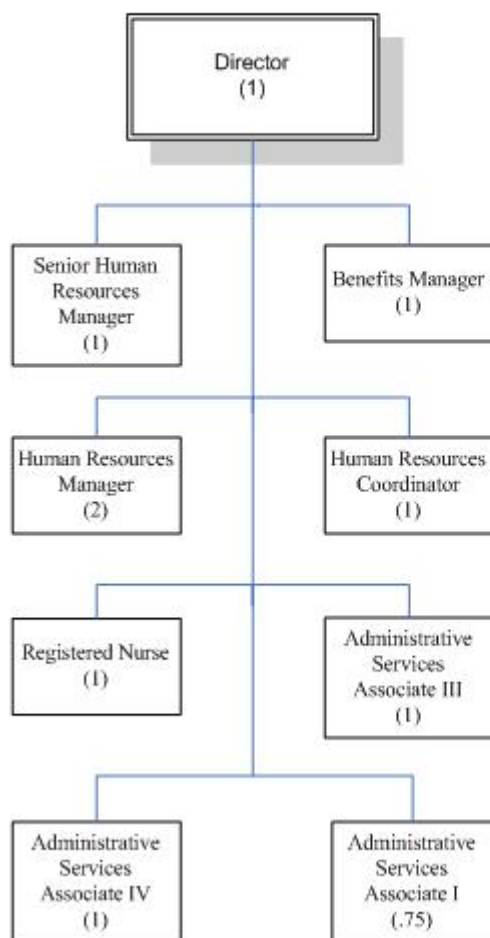 Director
(1)
Senior Human
Resources
Manager
(1)
Benefits Manager
(1)
Human Resources
Manager
(2)
Human Resources
Coordinator
(1)
Registered Nurse
(1)
Administrative
Services
Associate III
(1)
Administrative
Services
Associate IV
(1)
Administrative
Services
Associate I
(.75)